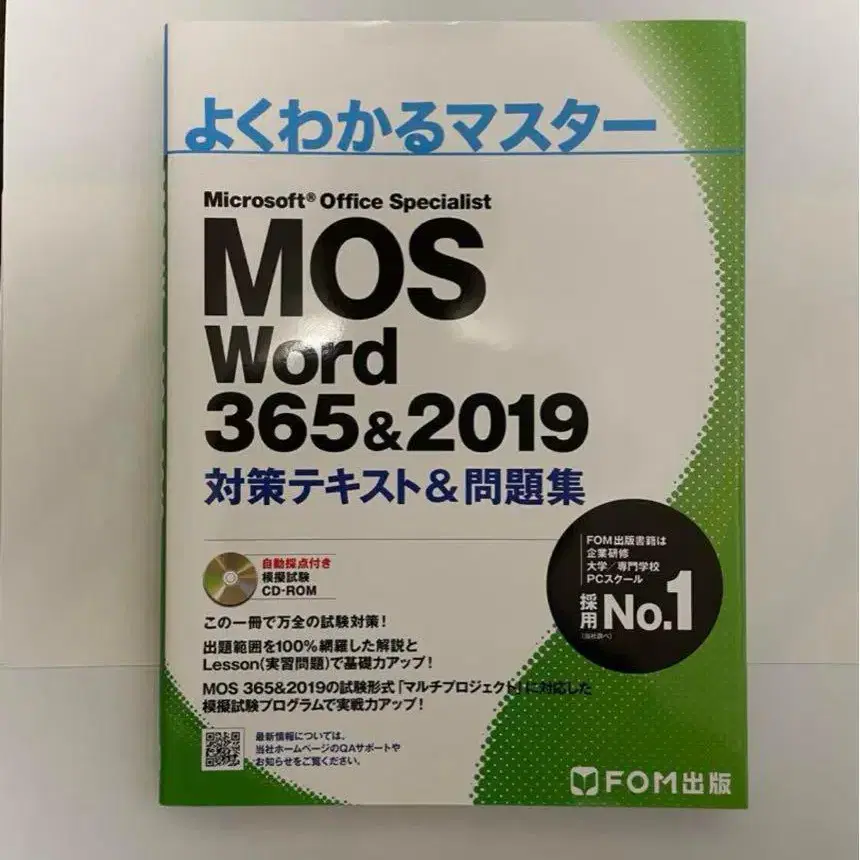 よくわかるマスター
Microsoft® Office Specialist
MOS
Word
365&2019
対策テキスト&問題集
自動採点付き
模擬試験
CD-ROM
FOM出版書籍は
企業研修
大学/専門学校
PCスクール
採用 No.1
(当社調べ)
この一冊で万全の試験対策!
出題範囲を100%網羅した解説と
Lesson(実習問題)で基礎力アップ!
MOS 365&2019の試験形式「マルチプロジェクト」に対応した
模擬試験プログラムで実戦力アップ!
最新情報については、
当社ホームページのQAサポートや
お知らせをご覧ください。
FOM出版